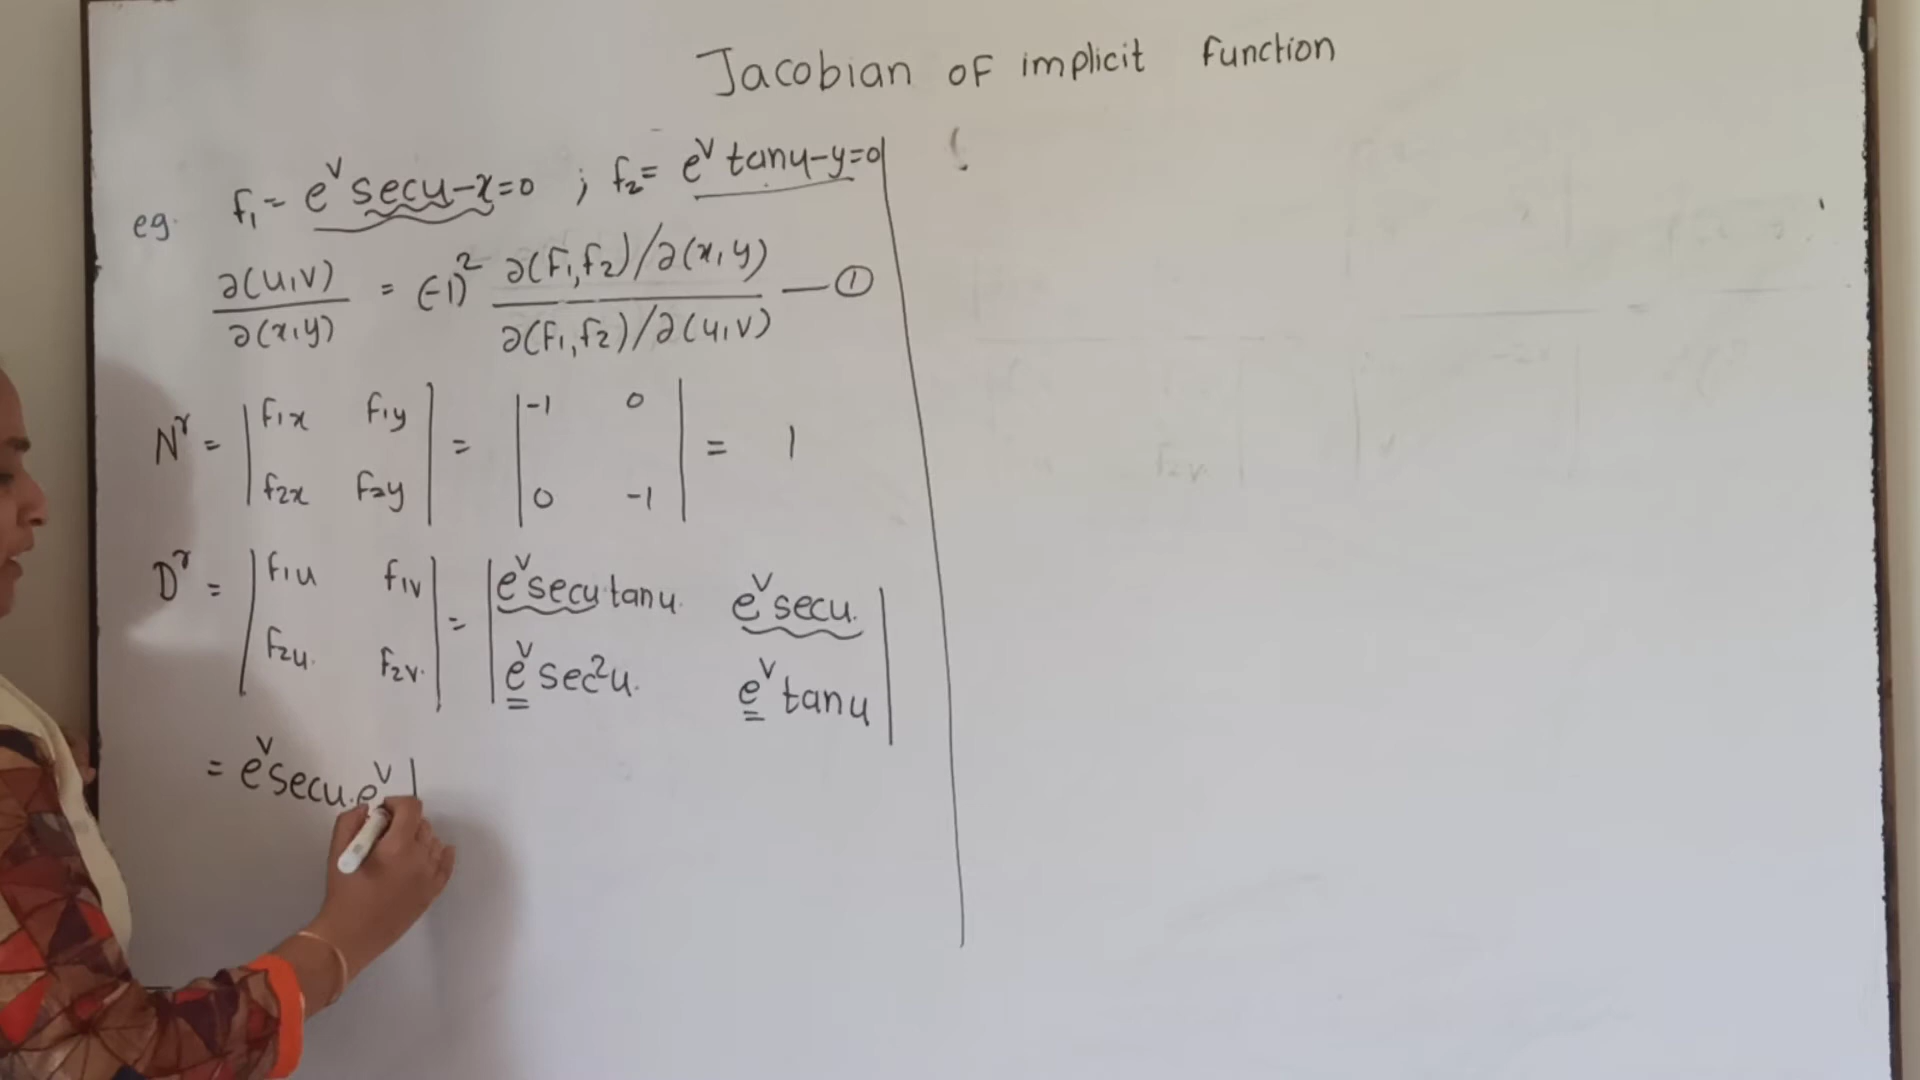 Jacobian of implicit function
eg. f₁ = eᵛ secu - x = 0 ; f₂ = eᵛ tanu - y = 0
∂(u,v)/∂(x,y) = (-1)² ∂(f₁,f₂)/∂(x,y) / ∂(f₁,f₂)/∂(u,v) — ①
Nʳ = | f₁x f₁y | = | -1 0 | = 1
| f₂x f₂y | | 0 -1 |
Dʳ = | f₁u f₁v | = | eᵛ secu tanu. eᵛ secu. |
| f₂u. f₂v. | | eᵛ sec²u. eᵛ tanu |
= eᵛ secu. eᵛ |